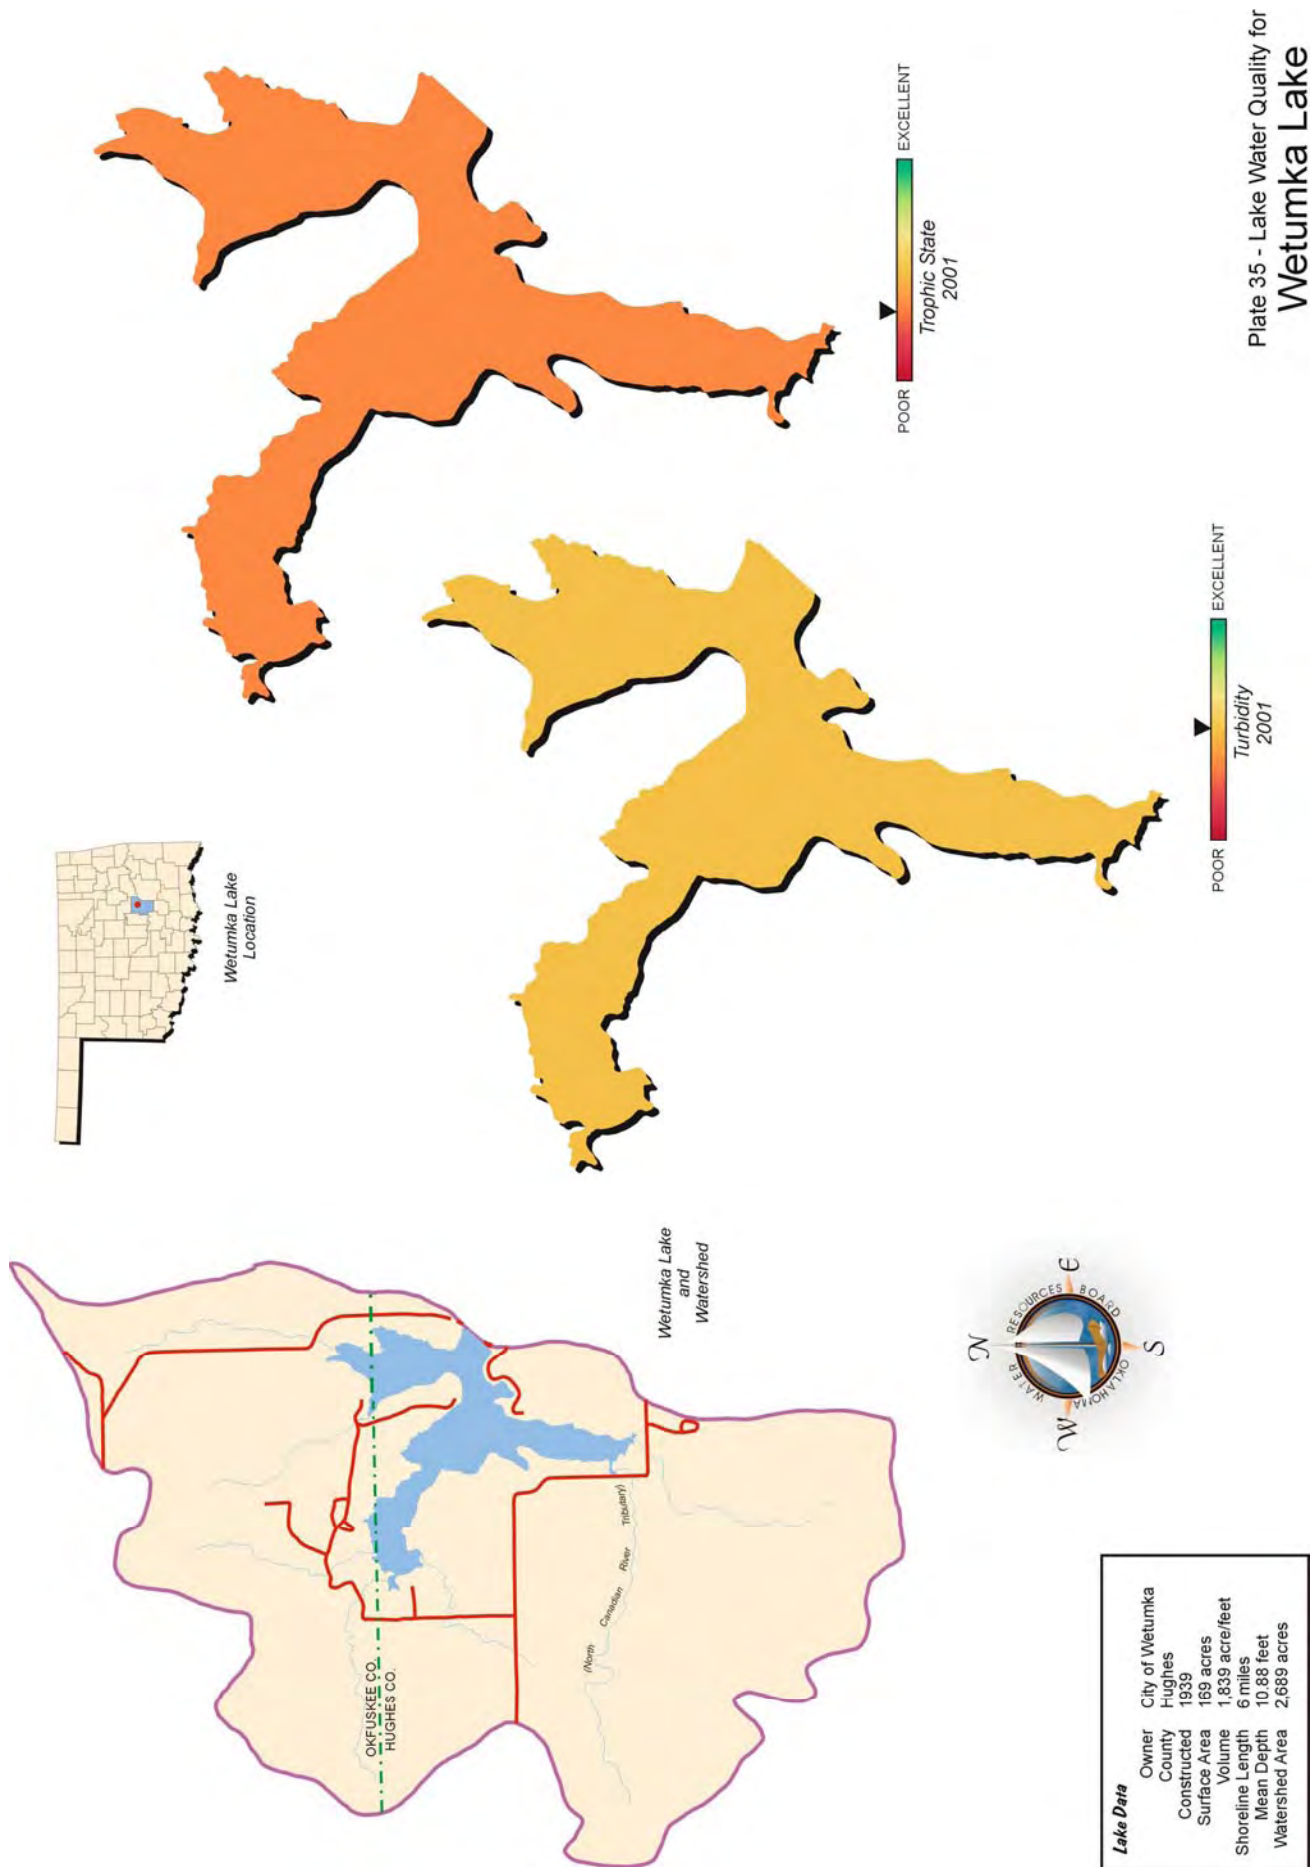 Plate 35 - Lake Water Quality for
Wetumka Lake
Wetumka Lake
Location
POOR
EXCELLENT
Trophic State
2001
POOR
EXCELLENT
Turbidity
2001
Wetumka Lake
and
Watershed
OKFUSKEE CO.
HUGHES CO.
(North Canadian River Tributary)
N
W
E
S
OKLAHOMA WATER RESOURCES BOARD
Lake Data
Owner City of Wetumka
County Hughes
Constructed 1939
Surface Area 169 acres
Volume 1,839 acre/feet
Shoreline Length 6 miles
Mean Depth 10.88 feet
Watershed Area 2,689 acres